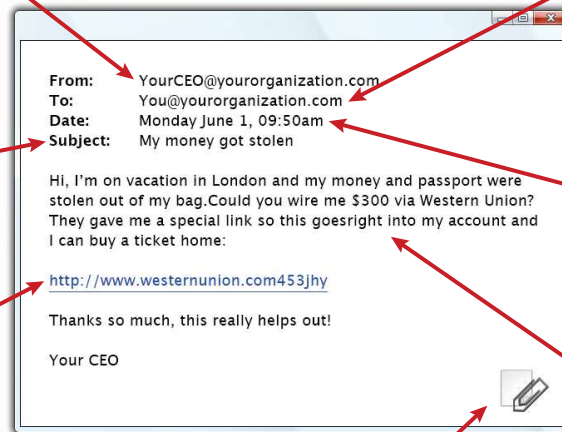 From: YourCEO@yourorganization.com
To: You@yourorganization.com
Date: Monday June 1, 09:50am
Subject: My money got stolen
Hi, I'm on vacation in London and my money and passport were
stolen out of my bag.Could you wire me $300 via Western Union?
They gave me a special link so this goesright into my account and
I can buy a ticket home:
http://www.westernunion.com453jhy
Thanks so much, this really helps out!
Your CEO